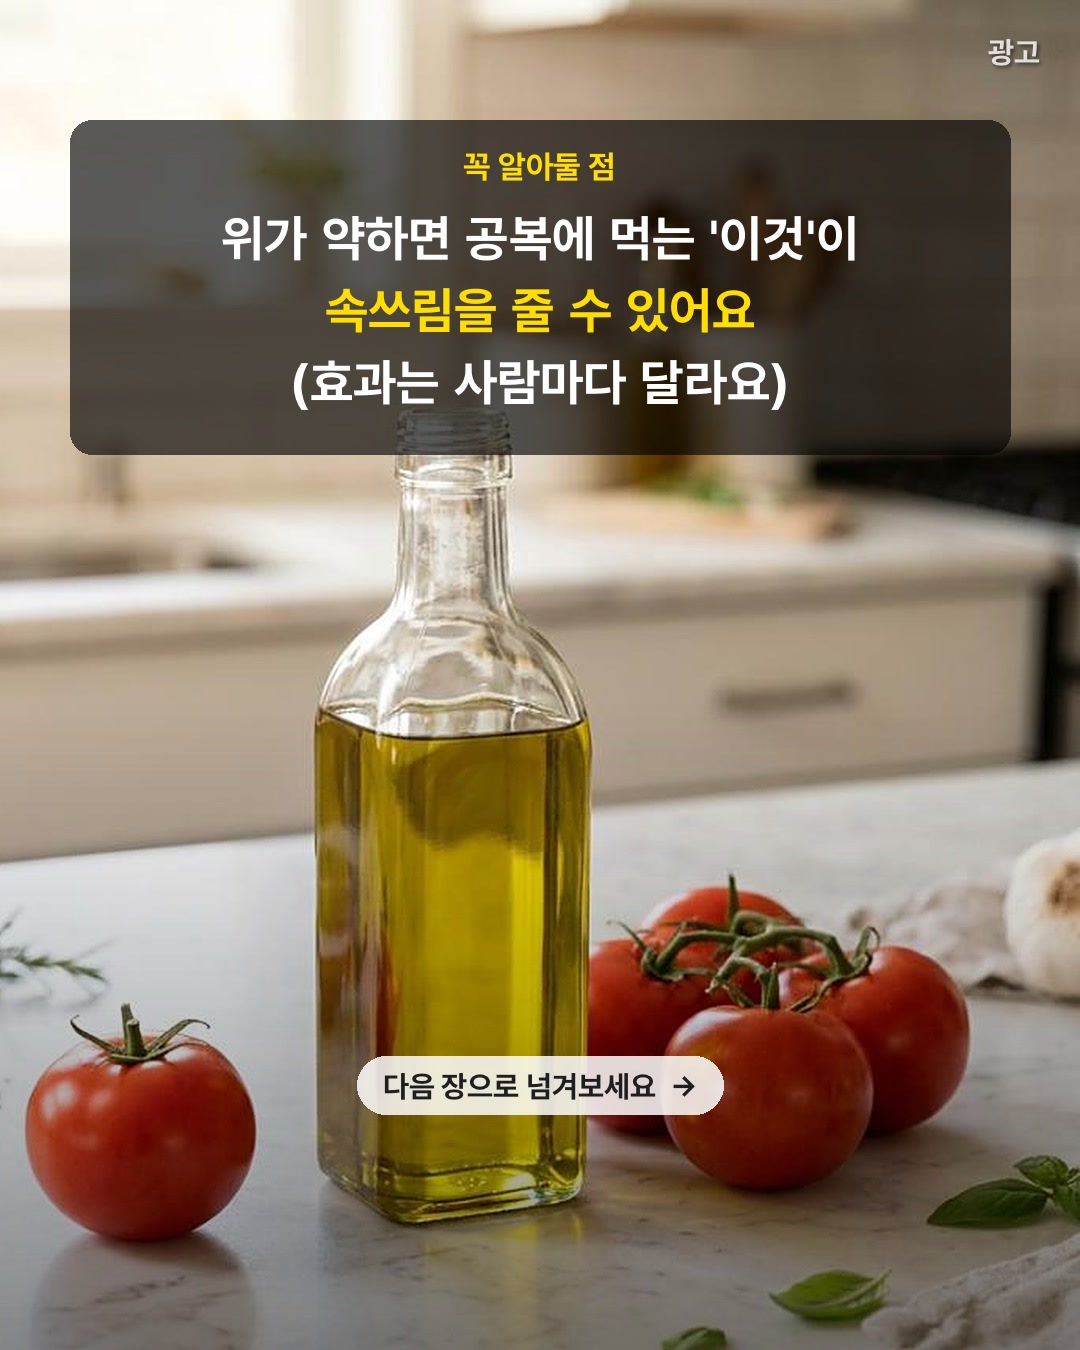 광고
꼭 알아둘 점
위가 약하면 공복에 먹는 '이것'이
속쓰림을 줄 수 있어요
(효과는 사람마다 달라요)
다음 장으로 넘겨보세요 →